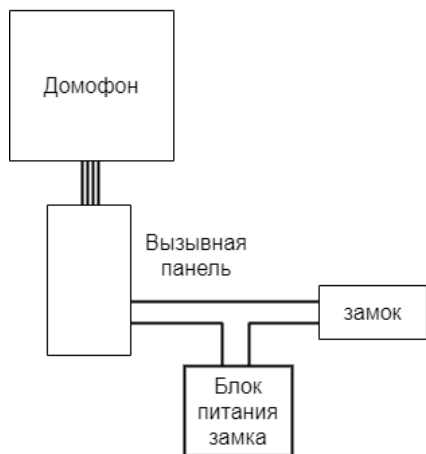 Домофон
Вызывная
панель
замок
Блок
питания
замка